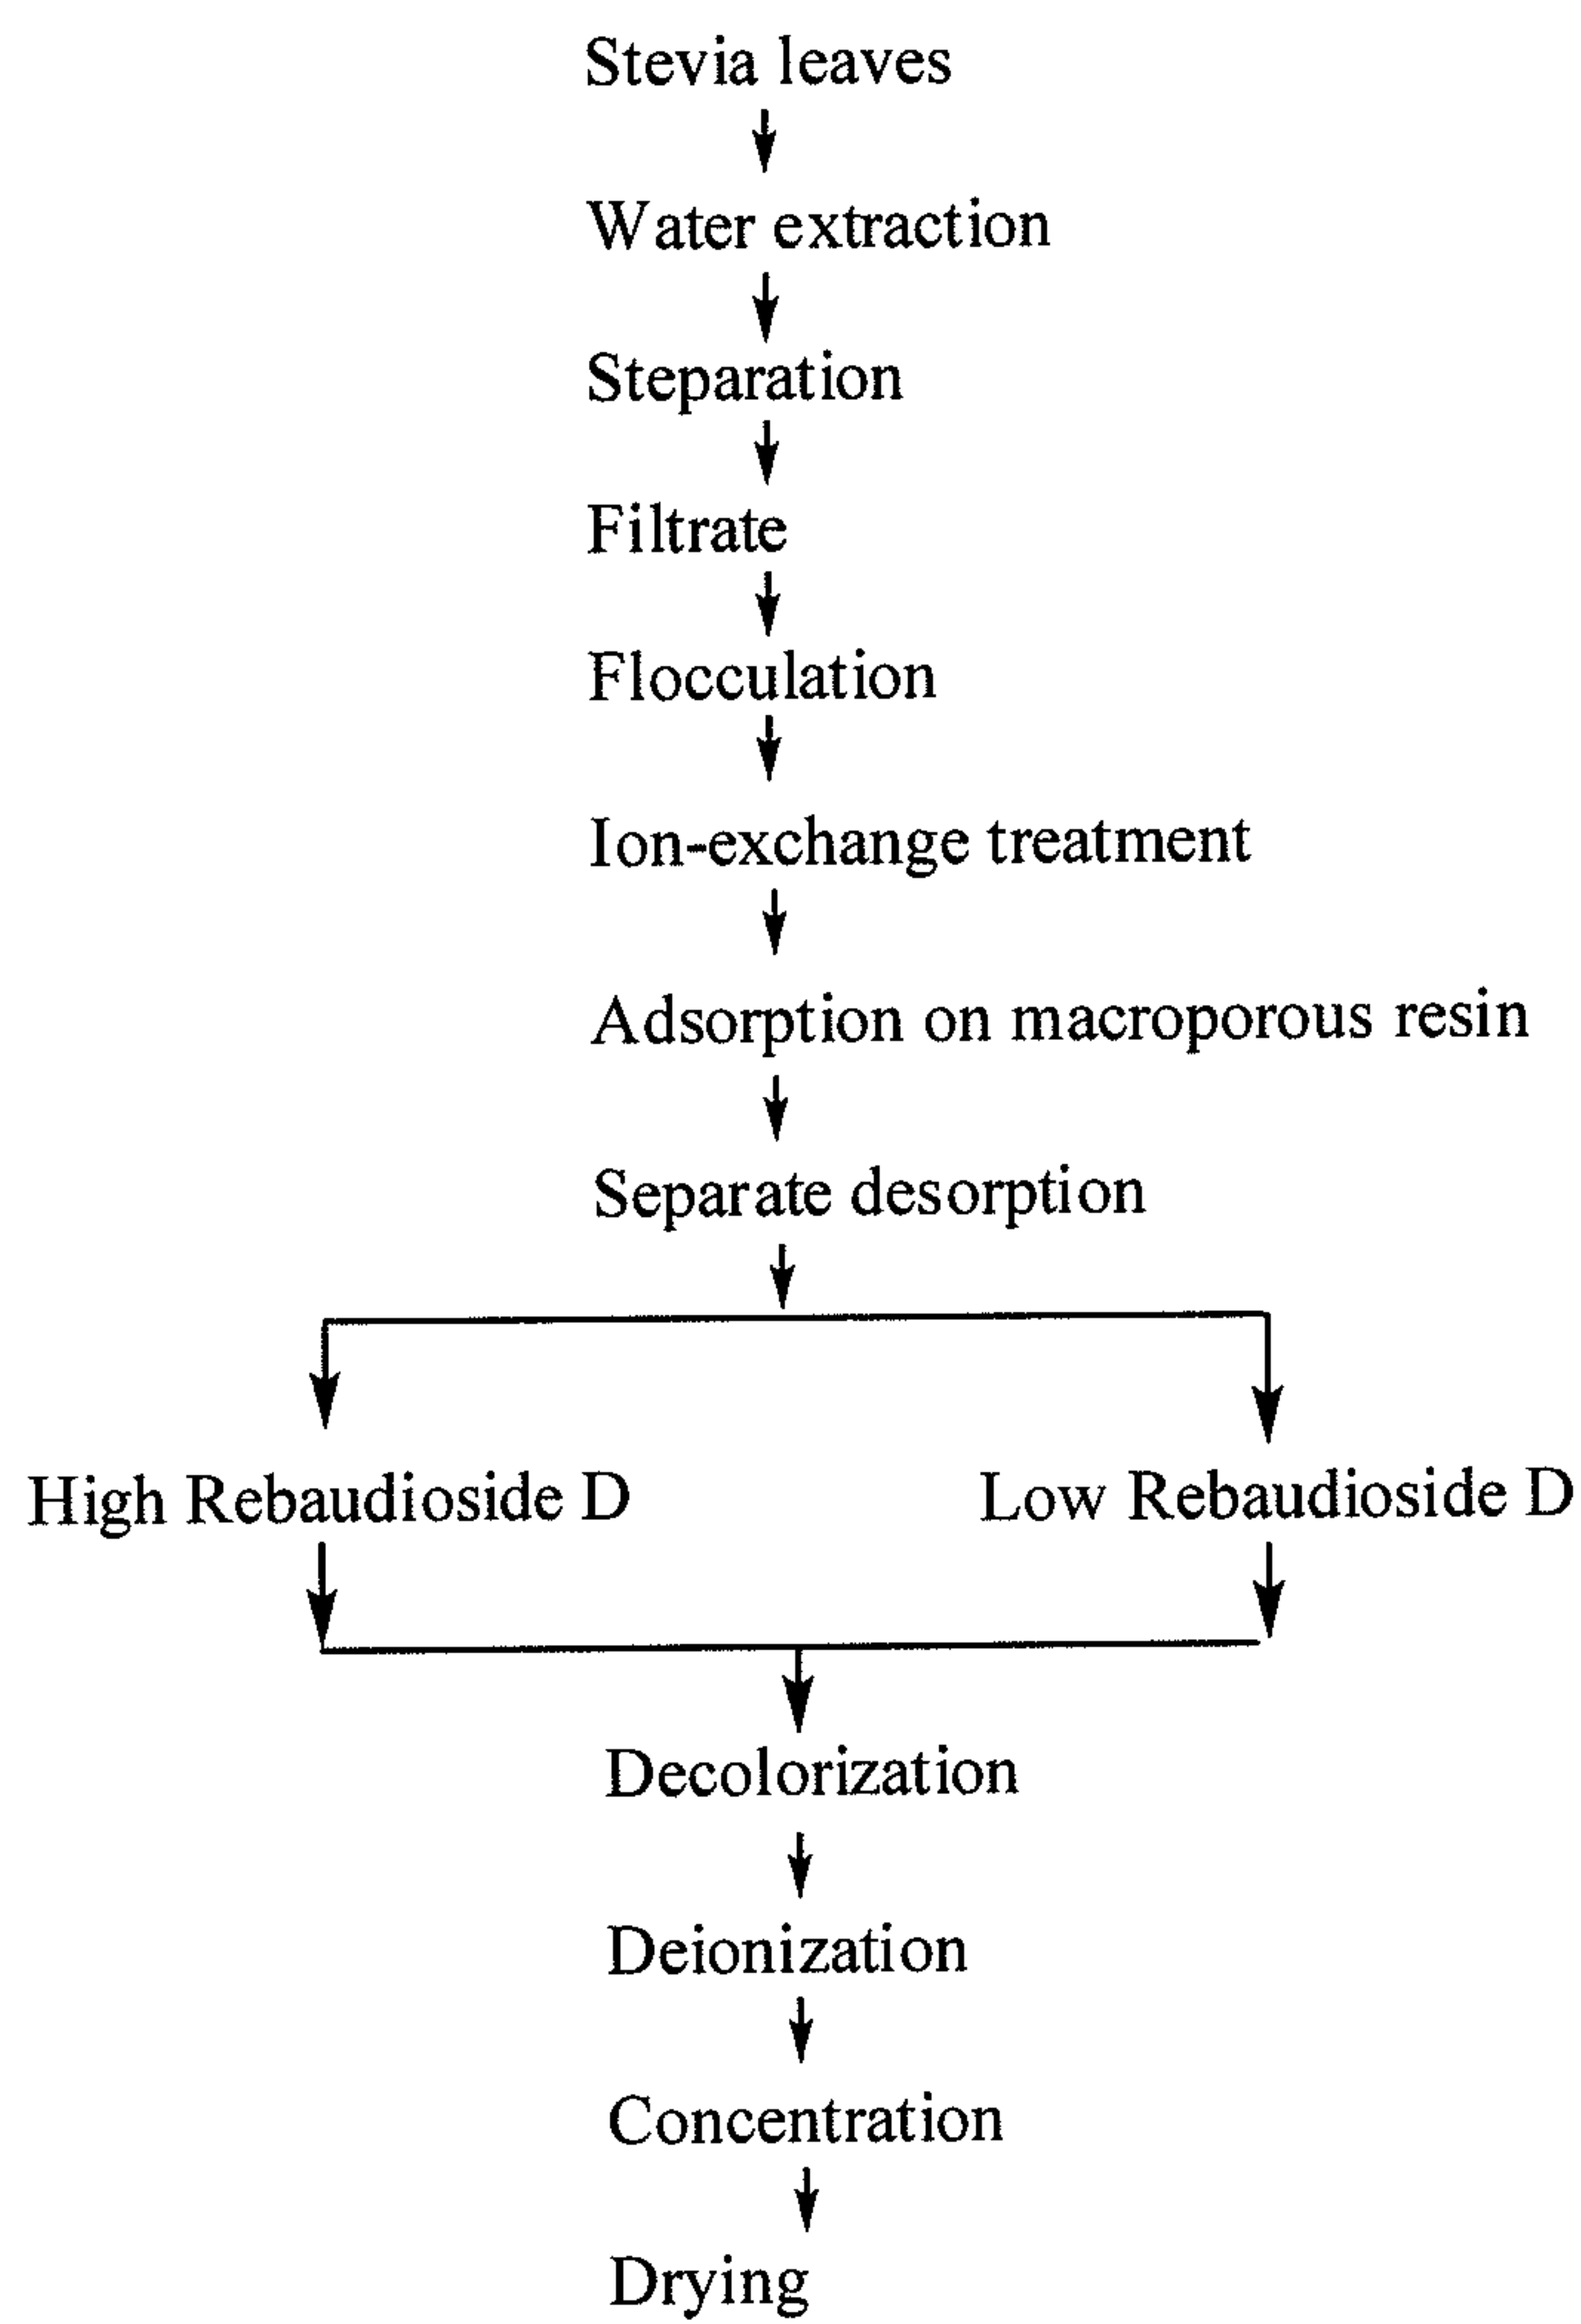 Stevia leaves
Water extraction
Steparation
Filtrate
Flocculation
Ion-exchange treatment
Adsorption on macroporous resin
Separate desorption
High Rebaudioside D
Low Rebaudioside D
Decolorization
Deionization
Concentration
Drying